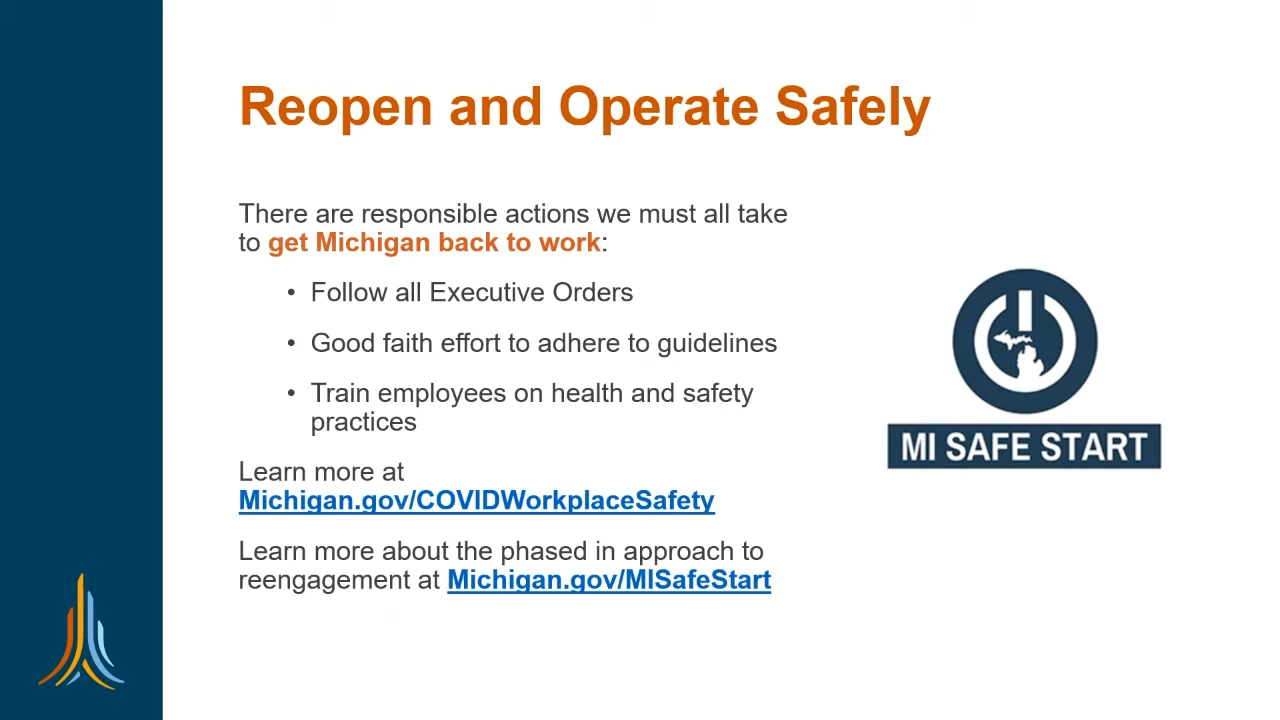 Reopen and Operate Safely
There are responsible actions we must all take
to get Michigan back to work:
• Follow all Executive Orders
• Good faith effort to adhere to guidelines
• Train employees on health and safety
practices
Learn more at
Michigan.gov/COVIDWorkplaceSafety
Learn more about the phased in approach to
reengagement at Michigan.gov/MISafeStart
MI SAFE START